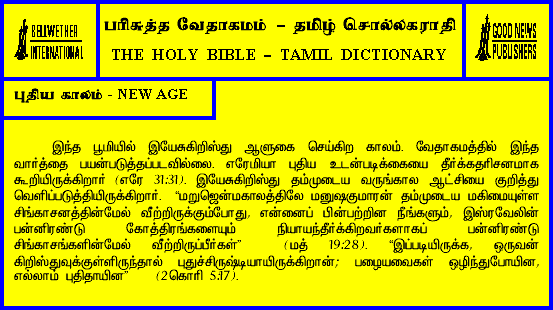 BELLWETHER
INTERNATIONAL
பரிசுத்த வேதாகமம் – தமிழ் சொல்லகராதி
THE HOLY BIBLE – TAMIL DICTIONARY
GOOD NEWS
PUBLISHERS
புதிய காலம் - NEW AGE
இந்த பூமியில் இயேசுகிறிஸ்து ஆளுகை செய்கிற காலம். வேதாகமத்தில் இந்த
வார்த்தை பயன்படுத்தப்படவில்லை. எரேமியா புதிய உடன்படிக்கையை தீர்க்கதரிசனமாக
கூறியிருக்கிறார் (எரே 31:31). இயேசுகிறிஸ்து தம்முடைய வருங்கால ஆட்சியை குறித்து
வெளிப்படுத்தியிருக்கிறார். “மறுஜென்மகாலத்திலே மனுஷகுமாரன் தம்முடைய மகிமையுள்ள
சிங்காசனத்தின்மேல் வீற்றிருக்கும்போது, என்னைப் பின்பற்றின நீங்களும், இஸ்ரவேலின்
பன்னிரண்டு கோத்திரங்களையும் நியாயந்தீர்க்கிறவர்களாகப் பன்னிரண்டு
சிங்காசனங்களின்மேல் வீற்றிருப்பீர்கள்” (மத் 19:28). “இப்படியிருக்க, ஒருவன்
கிறிஸ்துவுக்குள்ளிருந்தால் புதுச்சிருஷ்டியாயிருக்கிறான்; பழையவைகள் ஒழிந்துபோயின,
எல்லாம் புதிதாயின” (2கொரி 5:17).